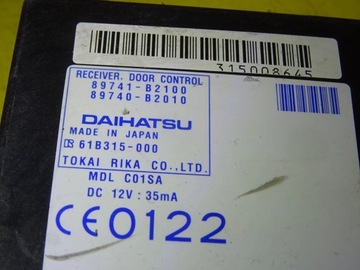 315008645
RECEIVER, DOOR CONTROL
89741-B2100
89740-B2010
DAIHATSU
MADE IN JAPAN
61B315-000
TOKAI RIKA CO.,LTD.
MDL C01SA
DC 12V : 35mA
CE0122